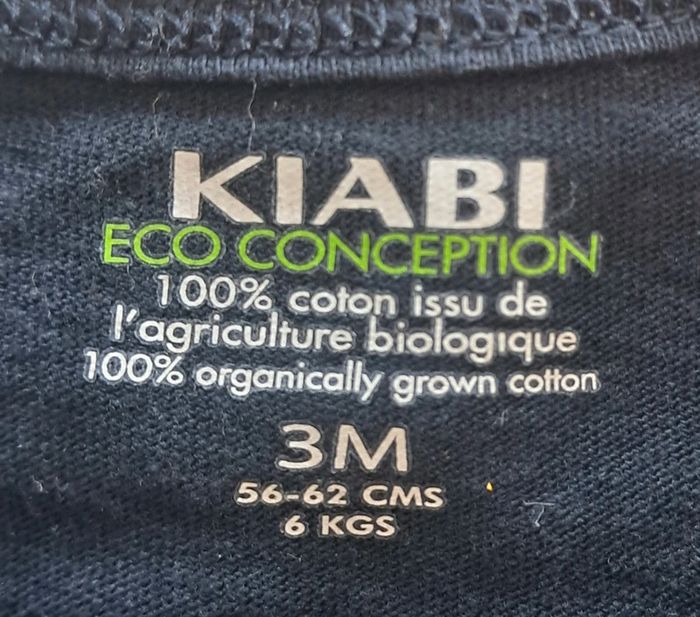 KIABI
ECO CONCEPTION
100% coton issu de
l'agriculture biologique
100% organically grown cotton
3M
56-62 CMS
6 KGS